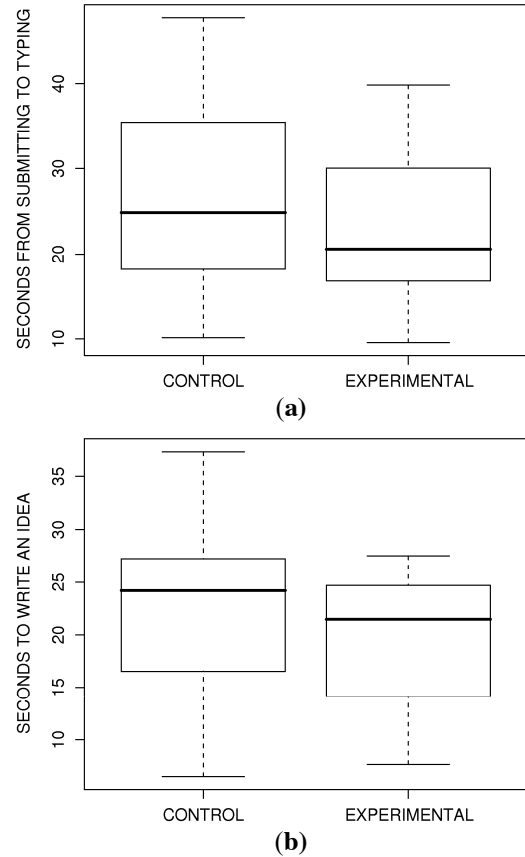 SECONDS FROM SUBMITTING TO TYPING
40
30
20
10
CONTROL EXPERIMENTAL
(a)
SECONDS TO WRITE AN IDEA
35
30
25
20
15
10
CONTROL EXPERIMENTAL
(b)